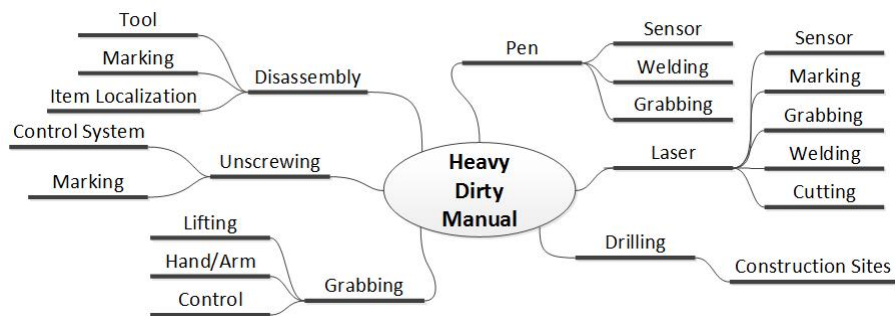 Tool
Marking
Item Localization
Disassembly
Control System
Marking
Unscrewing
Lifting
Hand/Arm
Control
Grabbing
Heavy
Dirty
Manual
Pen
Sensor
Welding
Grabbing
Laser
Sensor
Marking
Grabbing
Welding
Cutting
Drilling
Construction Sites